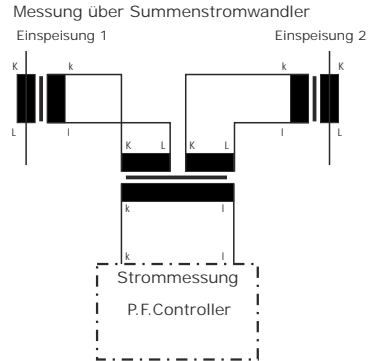 Messung über Summenstromwandler
Einspeisung 1 Einspeisung 2
K k k K
L l l L
K L K L
k l
k l
Strommessung
P.F.Controller